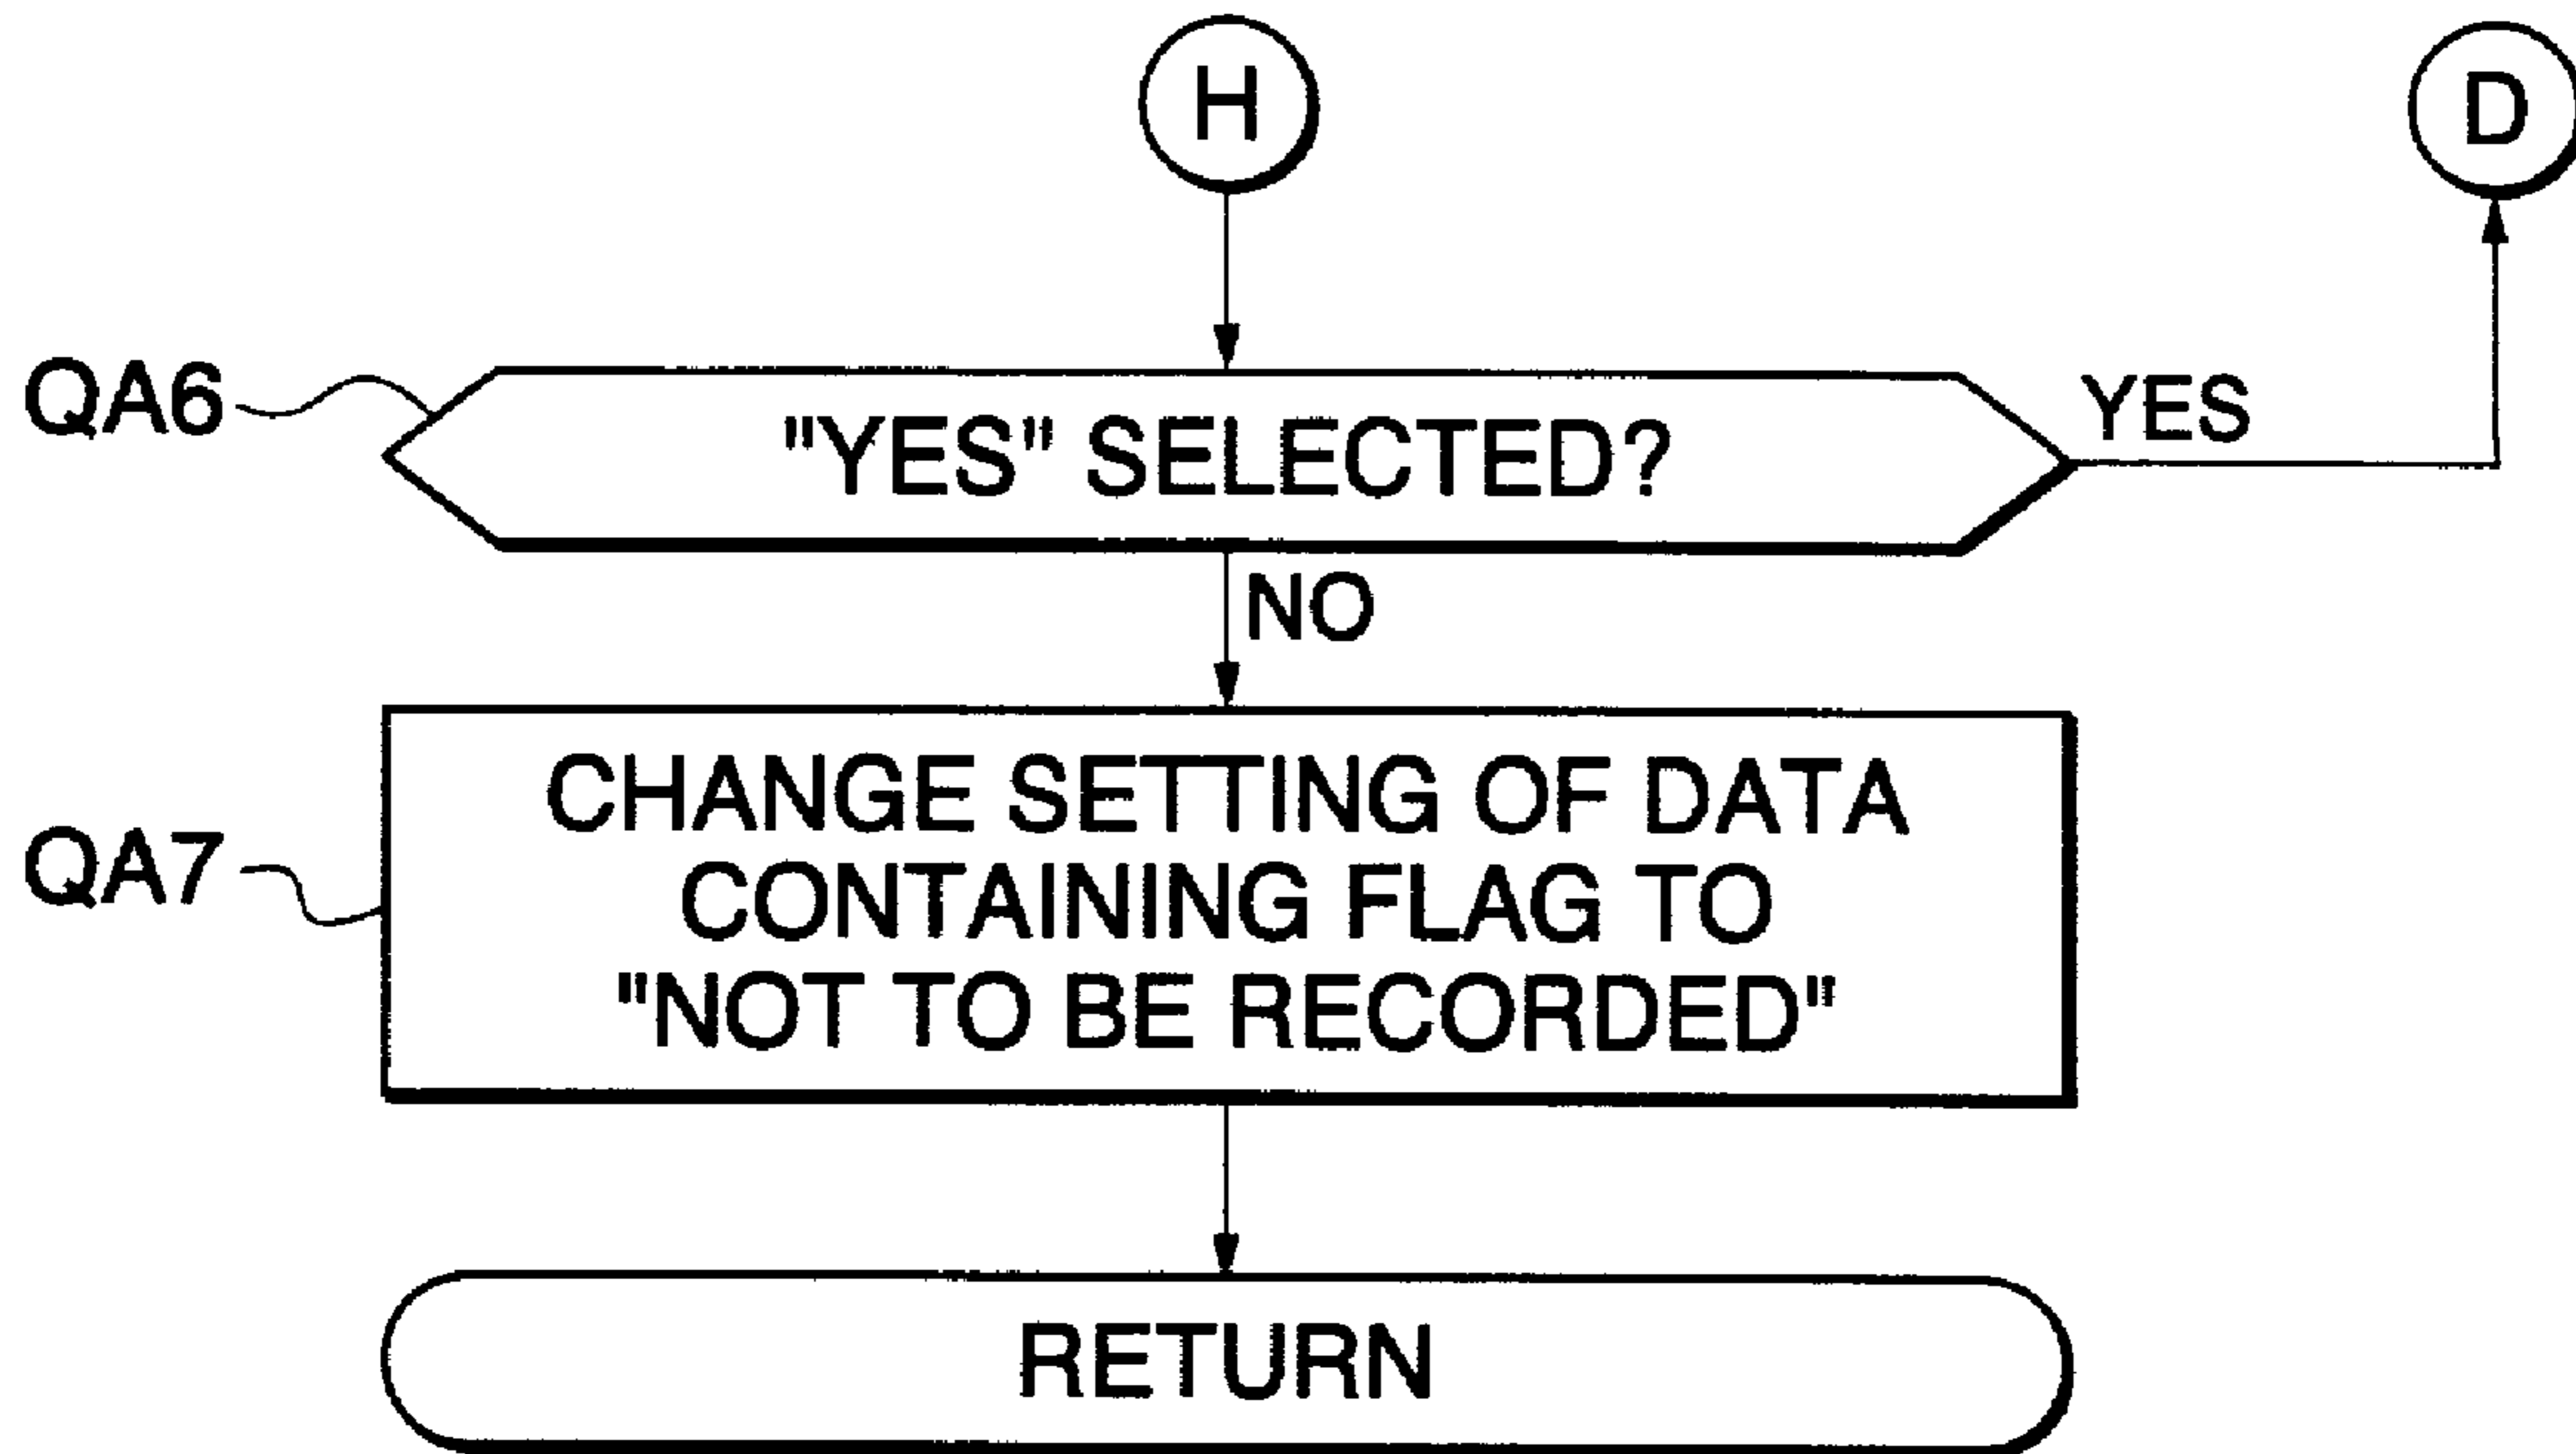 H
D
QA6
"YES" SELECTED?
YES
NO
QA7
CHANGE SETTING OF DATA
CONTAINING FLAG TO
"NOT TO BE RECORDED"
RETURN